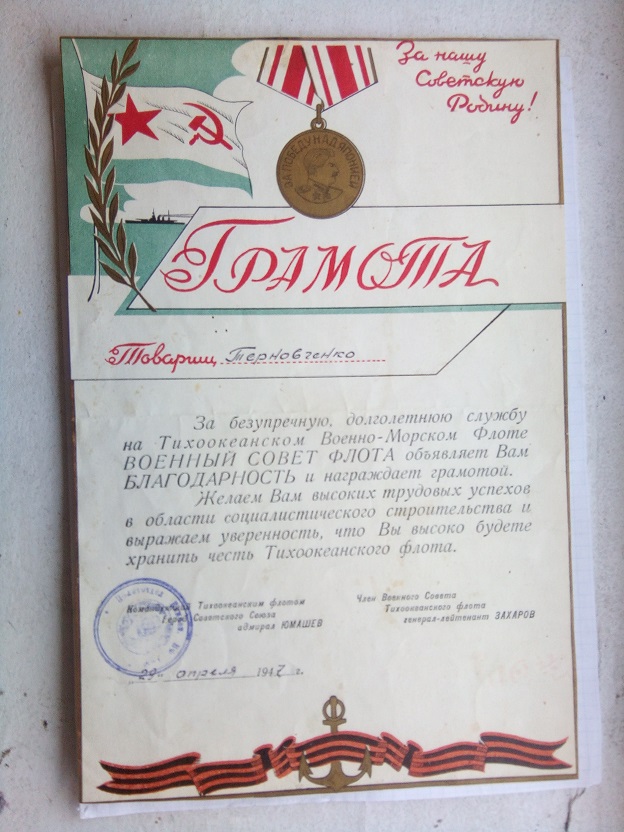 За нашу
Советскую
Родину!
ЗА ПОБЕДУ НАД ЯПОНИЕЙ
Грамота
Товарищ Терновченко
За безупречную, долголетнюю службу
на Тихоокеанском Военно-Морском Флоте
ВОЕННЫЙ СОВЕТ ФЛОТА объявляет Вам
БЛАГОДАРНОСТЬ и награждает грамотой.
Желаем Вам высоких трудовых успехов
в области социалистического строительства и
выражаем уверенность, что Вы высоко будете
хранить честь Тихоокеанского флота.
Командующий Тихоокеанским флотом
Герой Советского Союза
адмирал ЮМАШЕВ
Член Военного Совета
Тихоокеанского флота
генерал-лейтенант ЗАХАРОВ
29 апреля 1947 г.